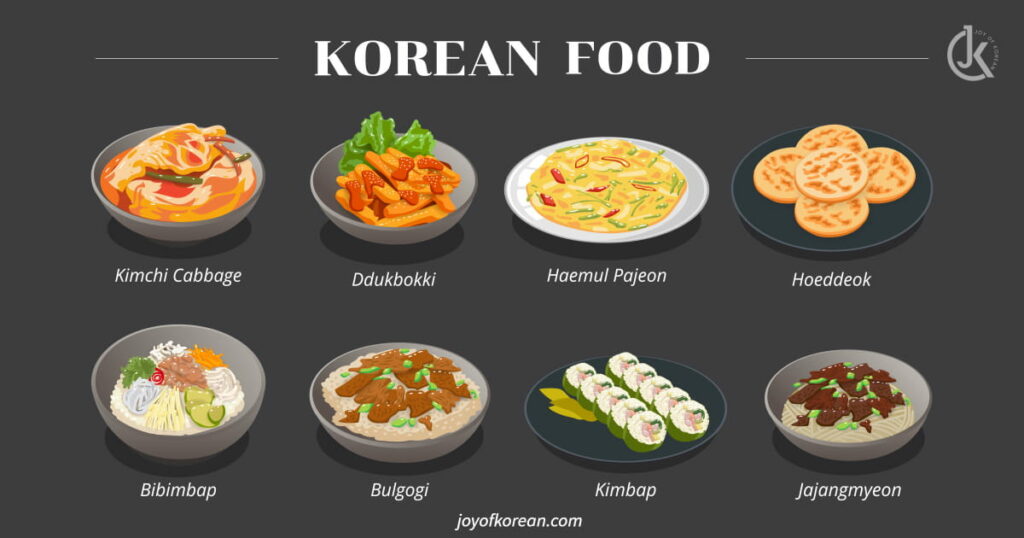 KOREAN FOOD
JK
JOY OF KOREAN
Kimchi Cabbage
Ddukbokki
Haemul Pajeon
Hoeddeok
Bibimbap
Bulgogi
Kimbap
Jajangmyeon
joyofkorean.com